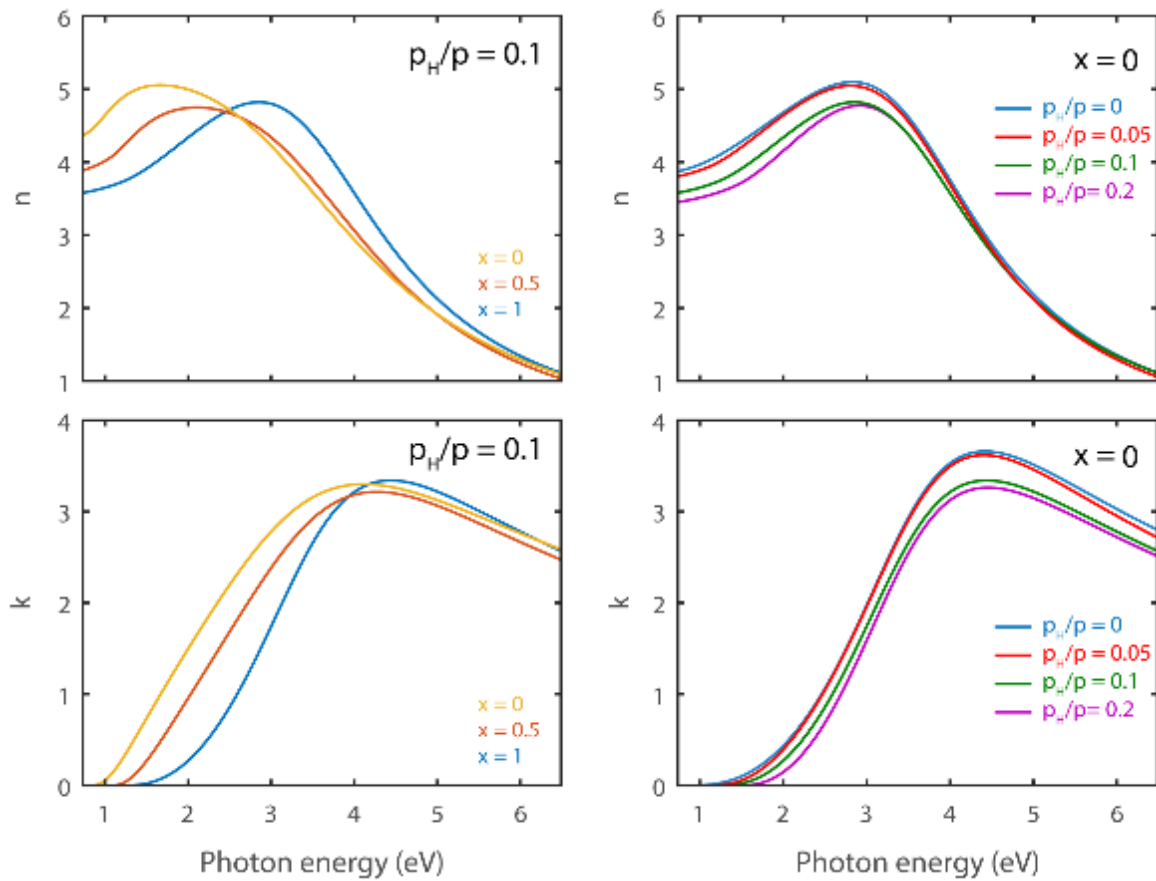 6
5
4
3
2
1
n
p_H/p = 0.1
x = 0
x = 0.5
x = 1
6
5
4
3
2
1
n
x = 0
p_H/p = 0
p_H/p = 0.05
p_H/p = 0.1
p_H/p= 0.2
4
3
2
1
0
k
p_H/p = 0.1
x = 0
x = 0.5
x = 1
1 2 3 4 5 6
Photon energy (eV)
4
3
2
1
0
k
x = 0
p_H/p = 0
p_H/p = 0.05
p_H/p = 0.1
p_H/p= 0.2
1 2 3 4 5 6
Photon energy (eV)